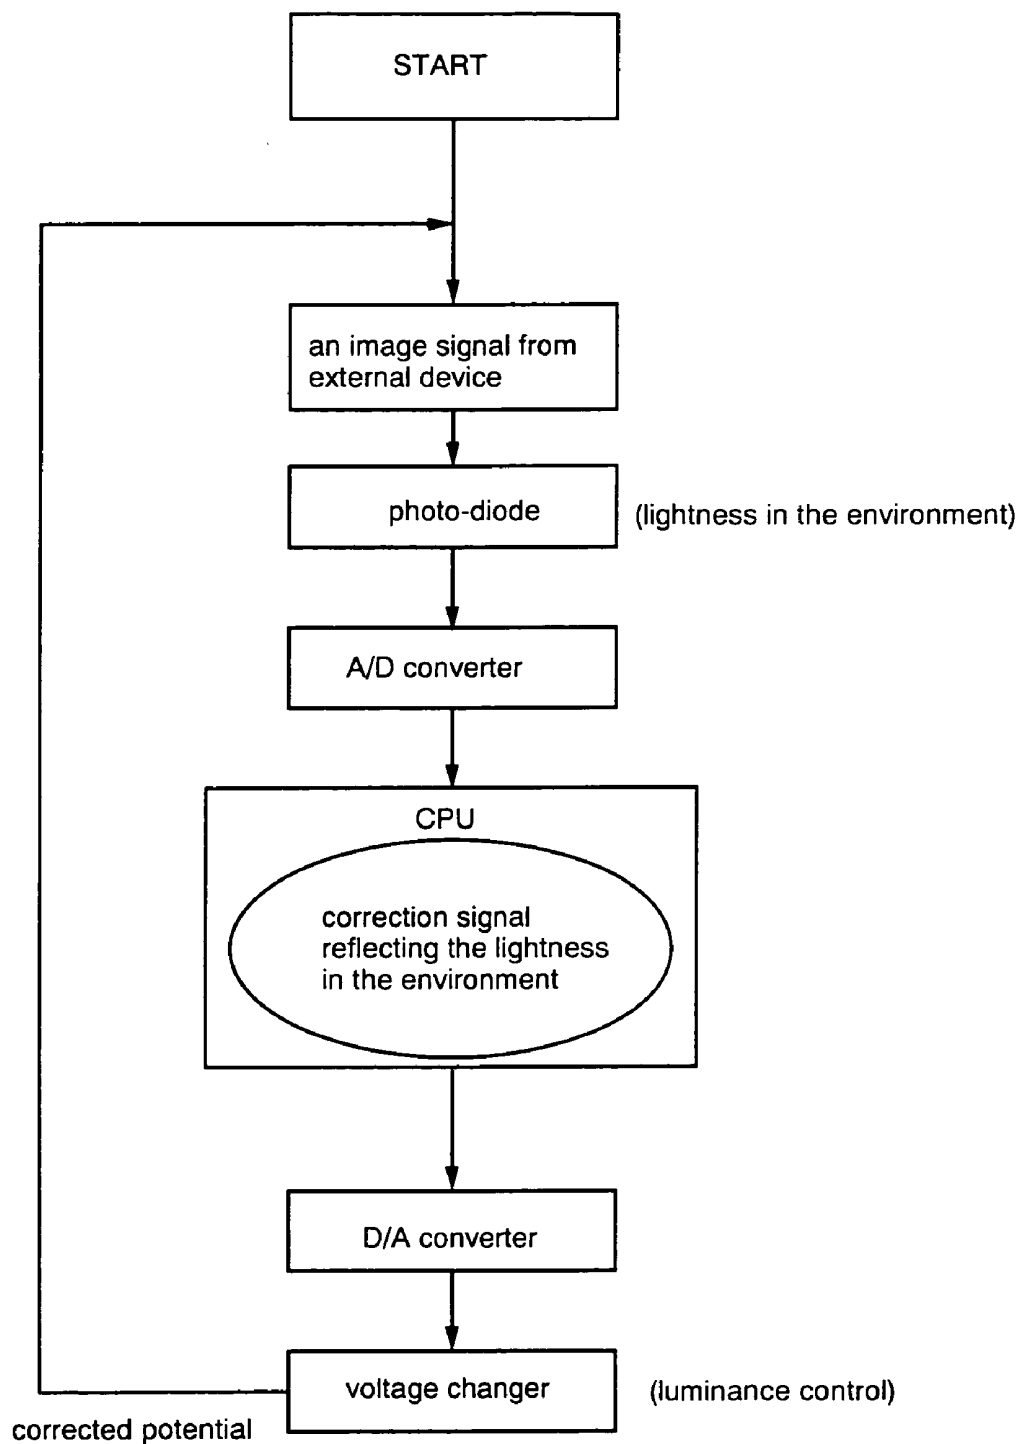 START
an image signal from
external device
photo-diode
(lightness in the environment)
A/D converter
CPU
correction signal
reflecting the lightness
in the environment
D/A converter
voltage changer
(luminance control)
corrected potential